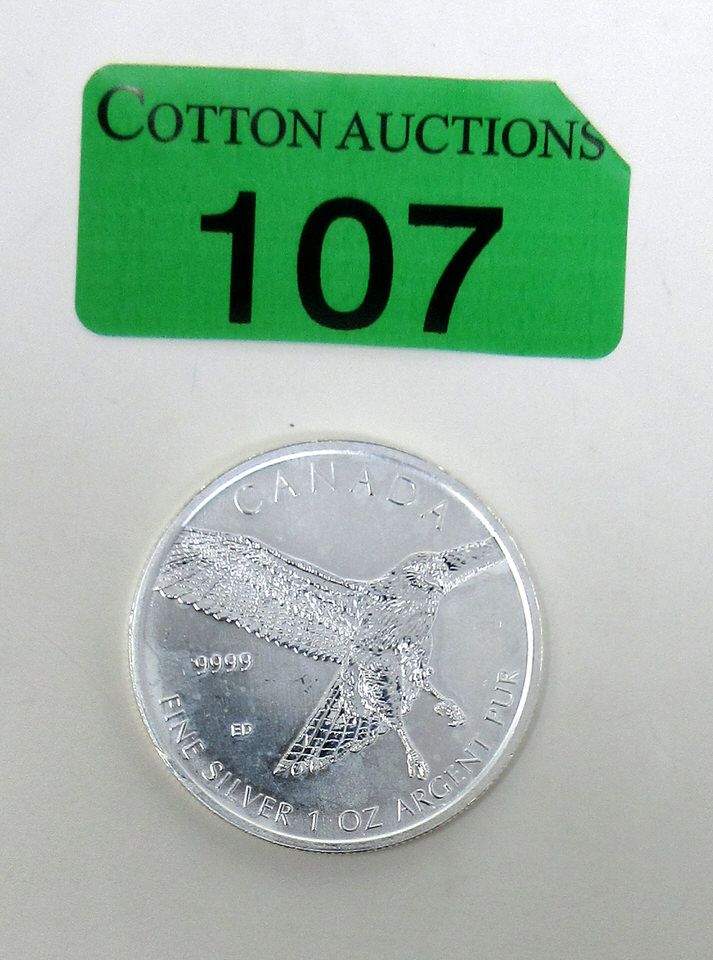 COTTON AUCTIONS
107
CANADA
9999
ED
FINE SILVER 1 OZ ARGENT PUR